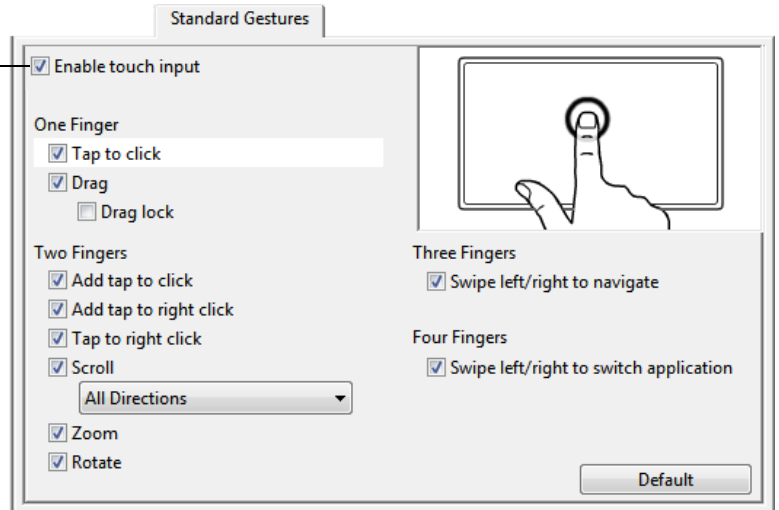 Standard Gestures
Enable touch input
One Finger
Tap to click
Drag
Drag lock
Two Fingers
Add tap to click
Add tap to right click
Tap to right click
Scroll
All Directions
Zoom
Rotate
Three Fingers
Swipe left/right to navigate
Four Fingers
Swipe left/right to switch application
Default